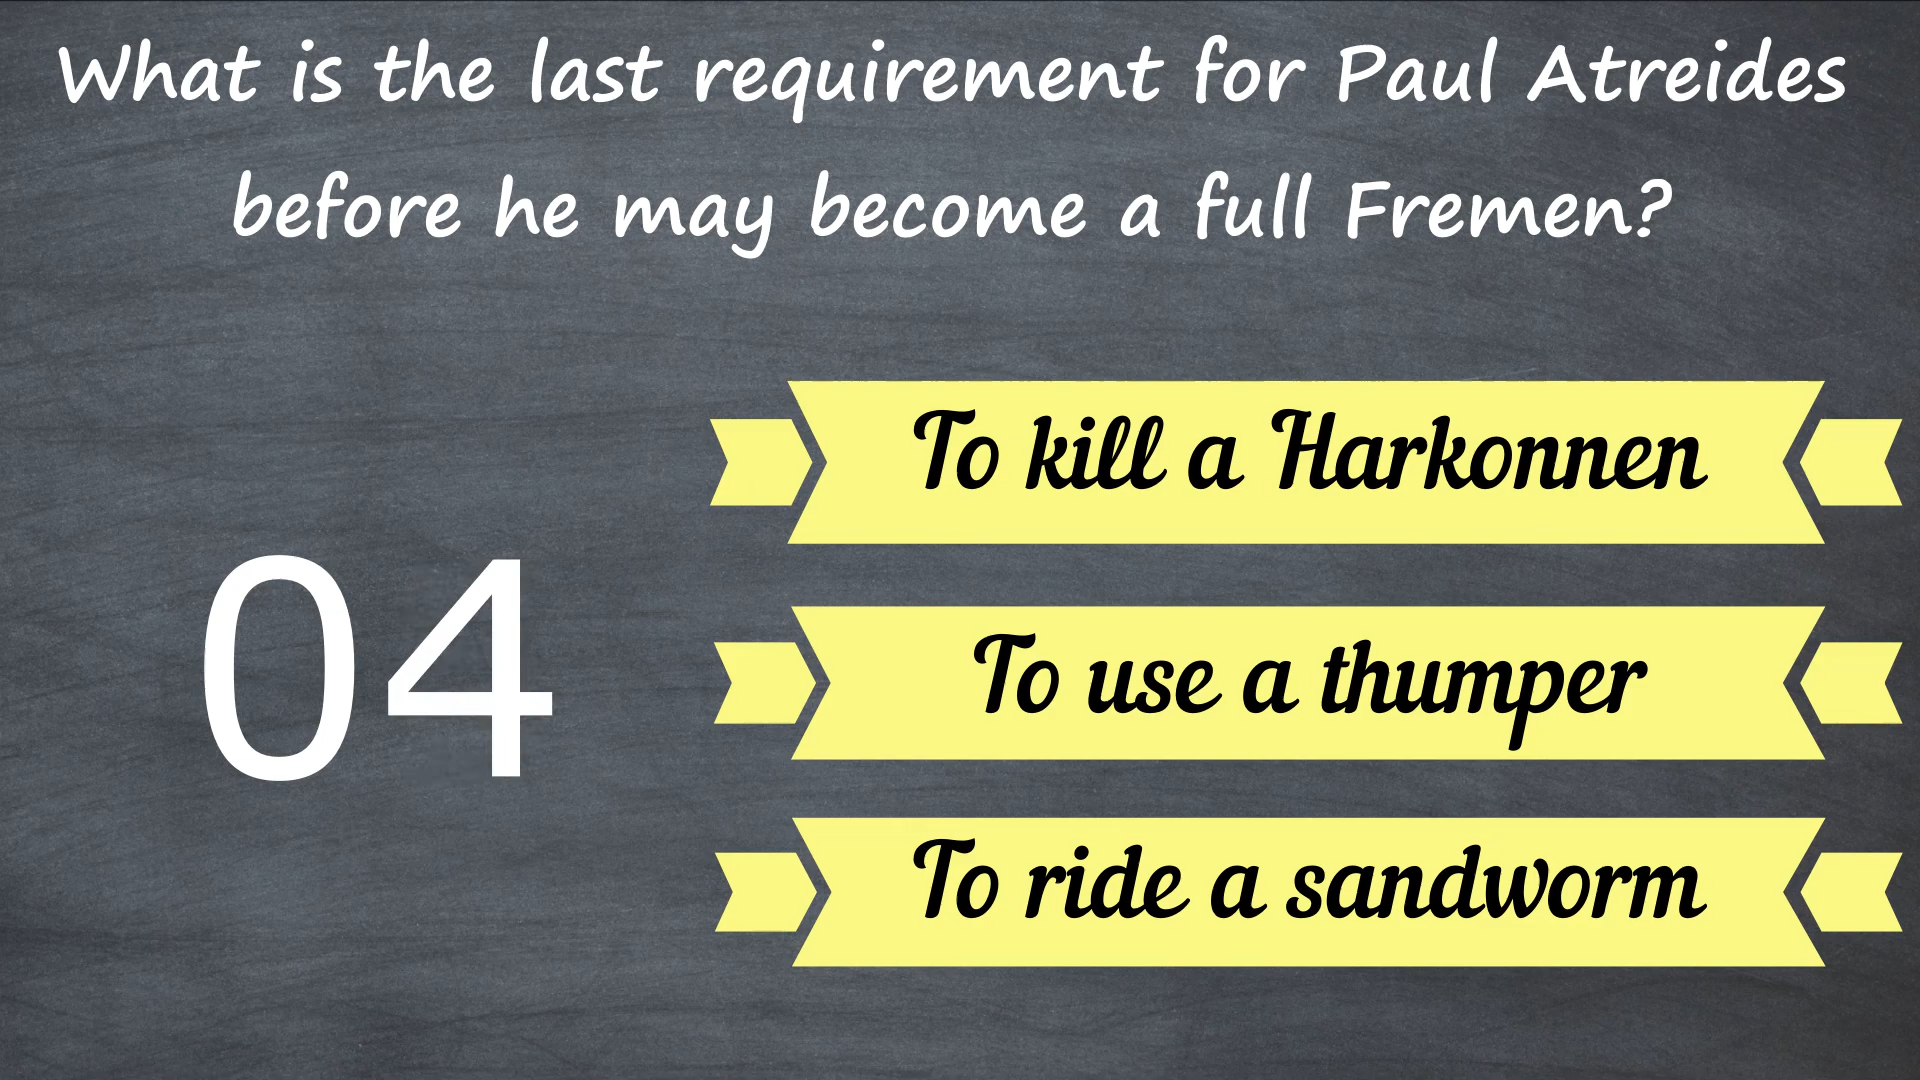 What is the last requirement for Paul Atreides
before he may become a full Fremen?
To kill a Harkonnen
04
To use a thumper
To ride a sandworm